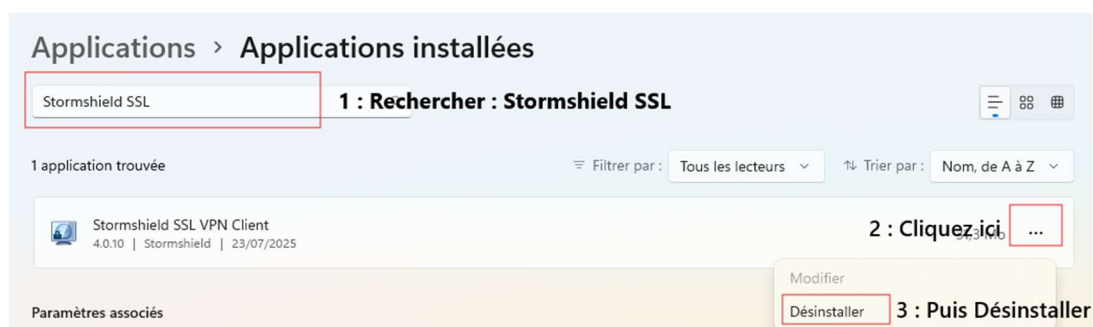 Applications > Applications installées
Stormshield SSL 1 : Rechercher : Stormshield SSL
1 application trouvée Filtrer par : Tous les lecteurs Trier par : Nom, de A à Z
Stormshield SSL VPN Client
4.0.10 | Stormshield | 23/07/2025
2 : Cliquez ici ...
Modifier
Désinstaller 3 : Puis Désinstaller
Paramètres associés